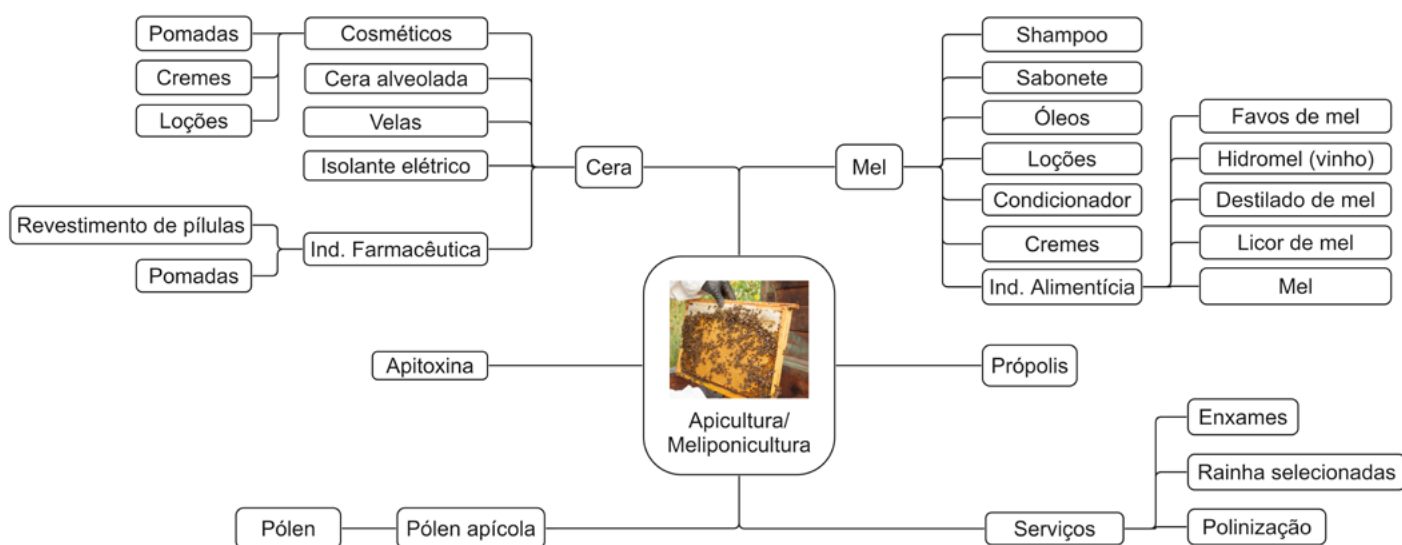 Pomadas
Cremes
Loções
Cosméticos
Cera alveolada
Velas
Isolante elétrico
Revestimento de pílulas
Pomadas
Ind. Farmacêutica
Cera
Mel
Shampoo
Sabonete
Óleos
Loções
Condicionador
Cremes
Ind. Alimentícia
Favos de mel
Hidromel (vinho)
Destilado de mel
Licor de mel
Mel
Apitoxina
Apicultura/
Meliponicultura
Própolis
Pólen
Pólen apícola
Serviços
Enxames
Rainha selecionadas
Polinização